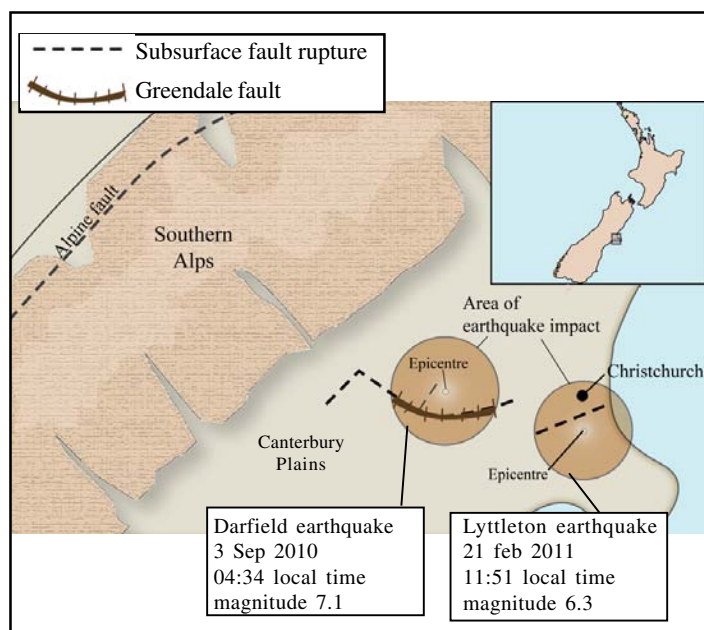 Subsurface fault rupture
Greendale fault
Alpine fault
Southern
Alps
Area of
earthquake impact
Epicentre
Christchurch
Canterbury
Plains
Epicentre
Darfield earthquake
3 Sep 2010
04:34 local time
magnitude 7.1
Lyttleton earthquake
21 feb 2011
11:51 local time
magnitude 6.3